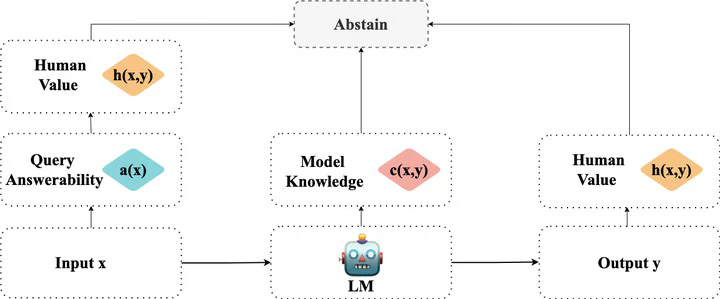 Abstain
Human
Value
h(x,y)
Query
Answerability
a(x)
Model
Knowledge
c(x,y)
Human
Value
h(x,y)
Input x
LM
Output y